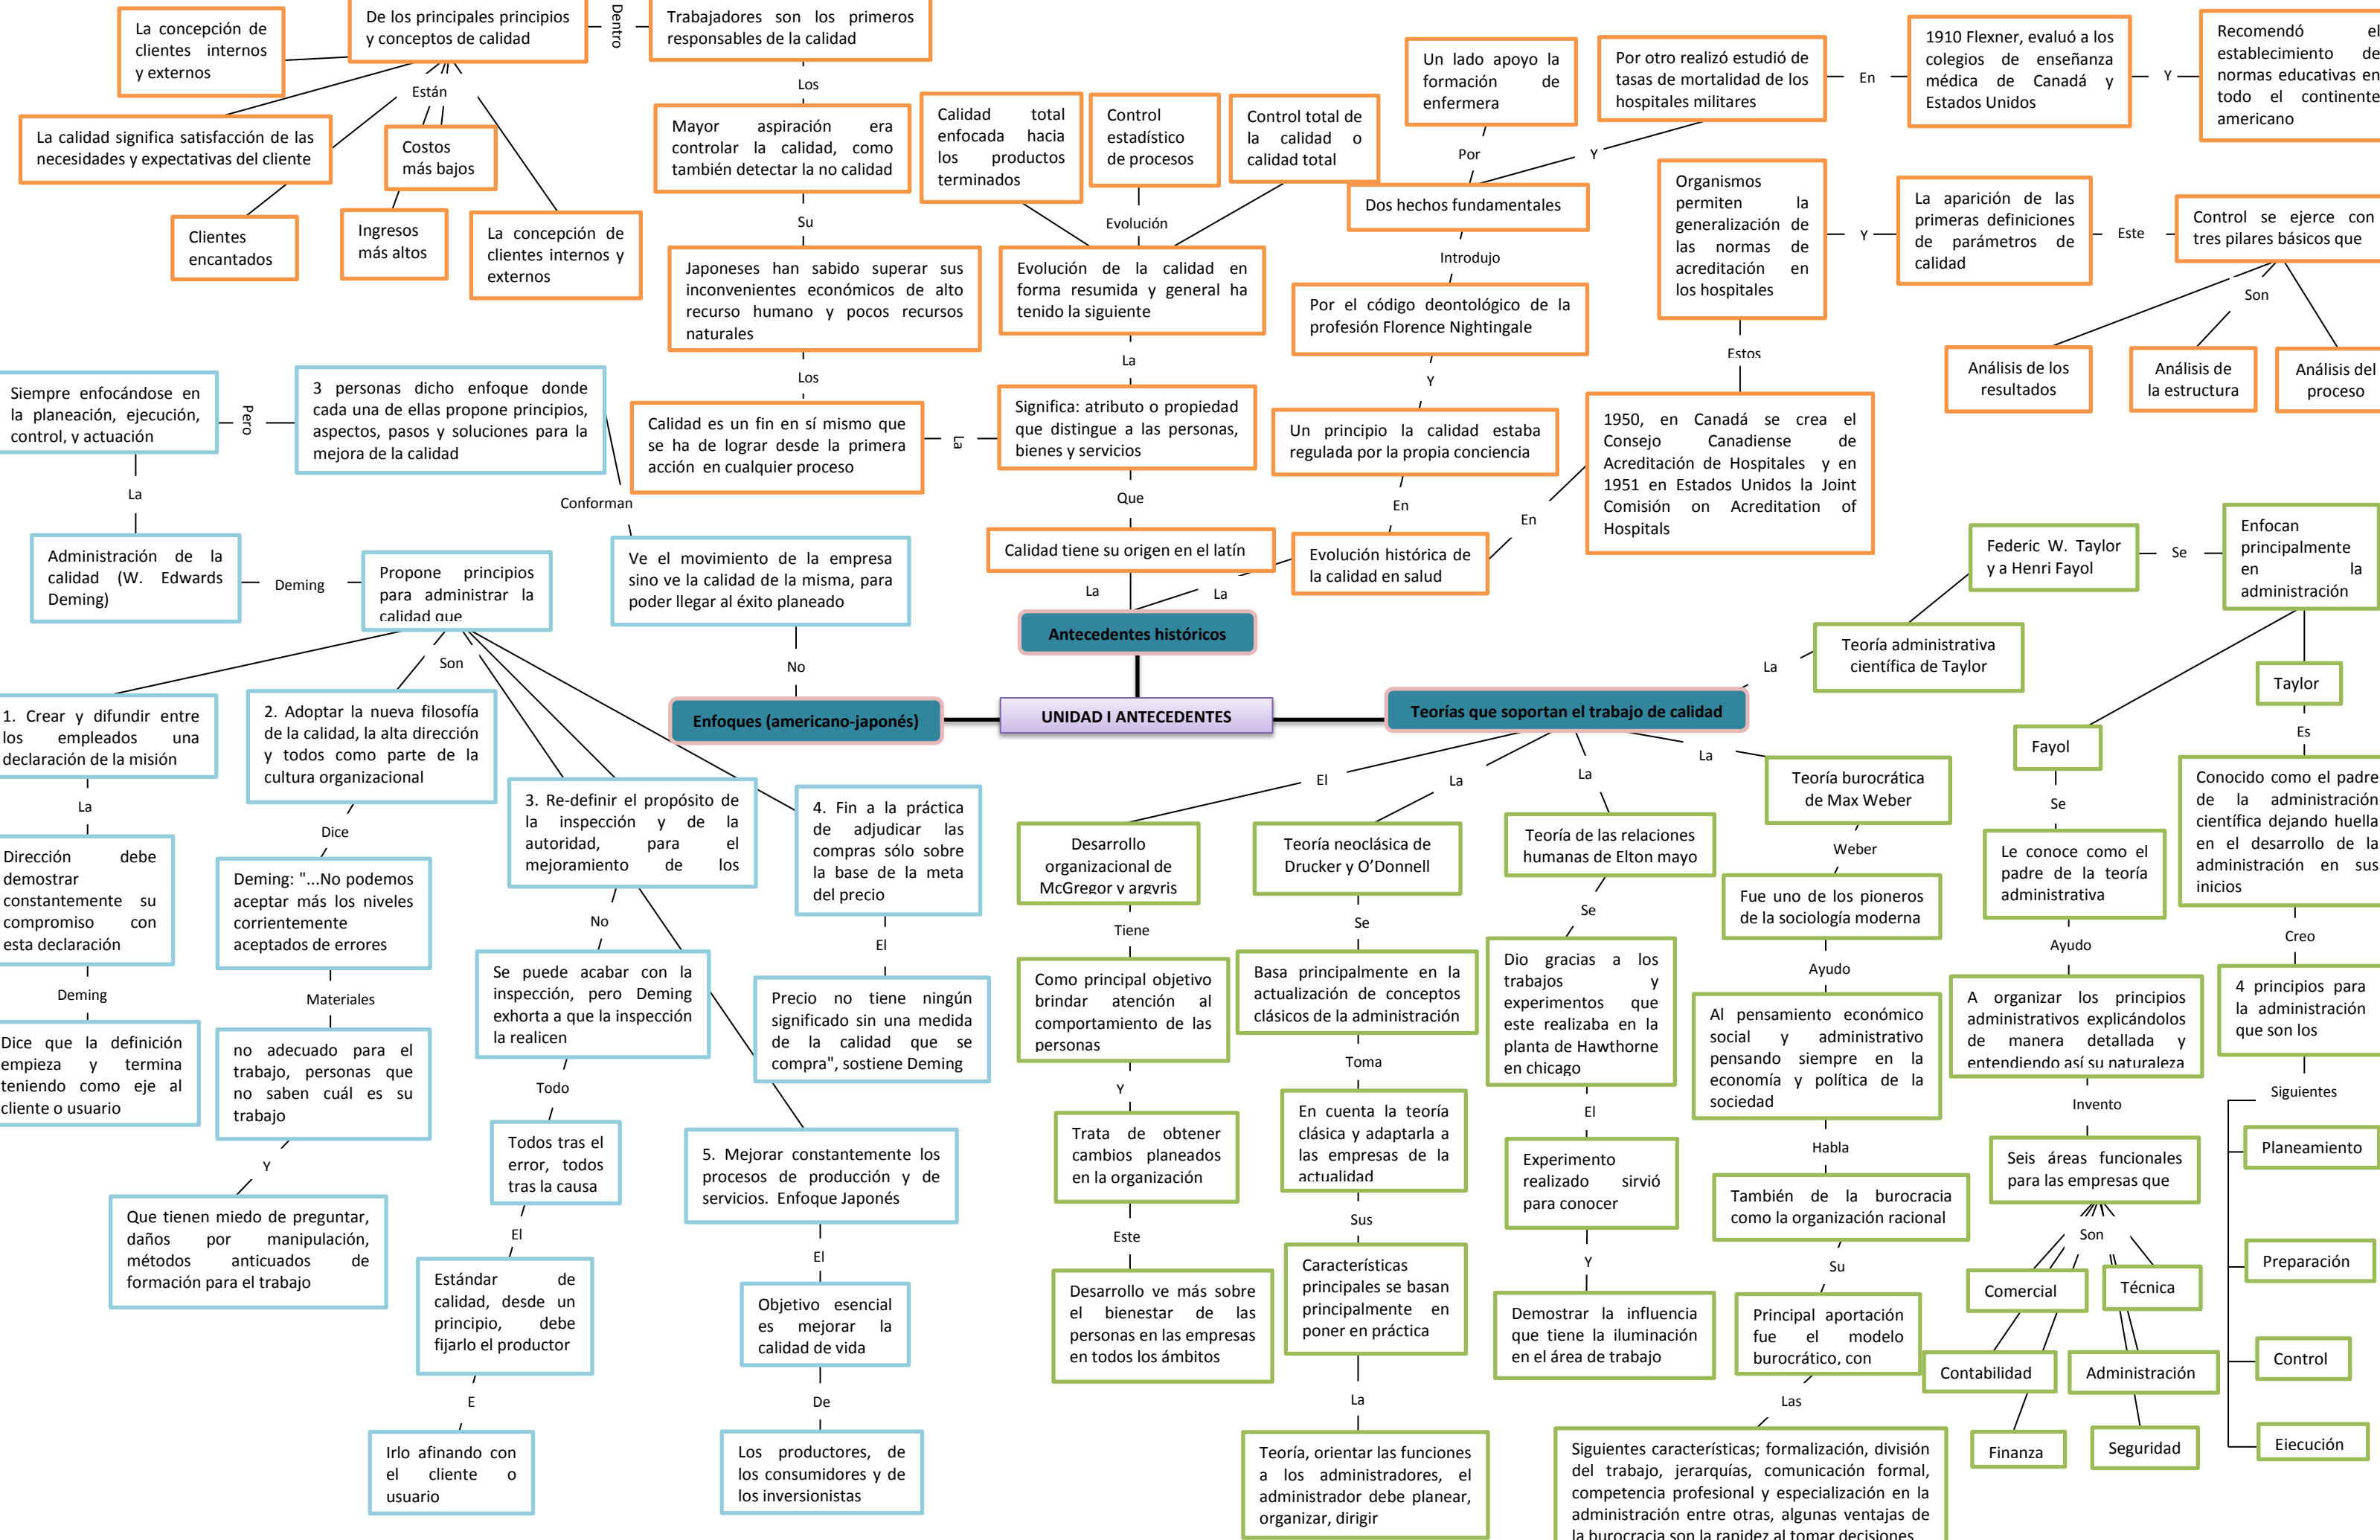 La concepción de
clientes internos
y externos
De los principales principios
y conceptos de calidad
Dentro
Trabajadores son los primeros
responsables de la calidad
Están
La calidad significa satisfacción de las
necesidades y expectativas del cliente
Costos
más bajos
Clientes
encantados
Ingresos
más altos
La concepción de
clientes internos y
externos
Los
Mayor aspiración era
controlar la calidad, como
también detectar la no calidad
Su
Japoneses han sabido superar sus
inconvenientes económicos de alto
recurso humano y pocos recursos
naturales
Los
Calidad es un fin en sí mismo que
se ha de lograr desde la primera
acción en cualquier proceso
La
Calidad total
enfocada hacia
los productos
terminados
Control
estadístico
de procesos
Control total de
la calidad o
calidad total
Evolución
Evolución de la calidad en
forma resumida y general ha
tenido la siguiente
La
Significa: atributo o propiedad
que distingue a las personas,
bienes y servicios
Que
Calidad tiene su origen en el latín
La
La
Un lado apoyo la
formación de
enfermera
Por
Y
Por otro realizó estudió de
tasas de mortalidad de los
hospitales militares
En
1910 Flexner, evaluó a los
colegios de enseñanza
médica de Canadá y
Estados Unidos
Y
Recomendó el
establecimiento de
normas educativas en
todo el continente
americano
Dos hechos fundamentales
Introdujo
Por el código deontológico de la
profesión Florence Nightingale
Y
Un principio la calidad estaba
regulada por la propia conciencia
En
Evolución histórica de
la calidad en salud
En
Organismos
permiten la
generalización de
las normas de
acreditación en
los hospitales
Y
La aparición de las
primeras definiciones
de parámetros de
calidad
Este
Control se ejerce con
tres pilares básicos que
Son
Análisis de los
resultados
Análisis de
la estructura
Análisis del
proceso
Estos
1950, en Canadá se crea el
Consejo Canadiense de
Acreditación de Hospitales y en
1951 en Estados Unidos la Joint
Comisión on Acreditation of
Hospitals
Siempre enfocándose en
la planeación, ejecución,
control, y actuación
Pero
3 personas dicho enfoque donde
cada una de ellas propone principios,
aspectos, pasos y soluciones para la
mejora de la calidad
Conforman
La
Administración de la
calidad (W. Edwards
Deming)
Deming
Propone principios
para administrar la
calidad que
Ve el movimiento de la empresa
sino ve la calidad de la misma, para
poder llegar al éxito planeado
No
Antecedentes históricos
Enfoques (americano-japonés)
UNIDAD I ANTECEDENTES
Teorías que soportan el trabajo de calidad
Son
1. Crear y difundir entre
los empleados una
declaración de la misión
La
Dirección debe
demostrar
constantemente su
compromiso con
esta declaración
Deming
Dice que la definición
empieza y termina
teniendo como eje al
cliente o usuario
2. Adoptar la nueva filosofía
de la calidad, la alta dirección
y todos como parte de la
cultura organizacional
Dice
Deming: "...No podemos
aceptar más los niveles
corrientemente
aceptados de errores
Materiales
no adecuado para el
trabajo, personas que
no saben cuál es su
trabajo
Y
Que tienen miedo de preguntar,
daños por manipulación,
métodos anticuados de
formación para el trabajo
3. Re-definir el propósito de
la inspección y de la
autoridad, para el
mejoramiento de los
No
Se puede acabar con la
inspección, pero Deming
exhorta a que la inspección
la realicen
Todo
Todos tras el
error, todos
tras la causa
El
Estándar de
calidad, desde un
principio, debe
fijarlo el productor
E
Irlo afinando con
el cliente o
usuario
4. Fin a la práctica
de adjudicar las
compras sólo sobre
la base de la meta
del precio
El
Precio no tiene ningún
significado sin una medida
de la calidad que se
compra", sostiene Deming
5. Mejorar constantemente los
procesos de producción y de
servicios. Enfoque Japonés
El
Objetivo esencial
es mejorar la
calidad de vida
De
Los productores, de
los consumidores y de
los inversionistas
El
Desarrollo
organizacional de
McGregor y argyris
Tiene
Como principal objetivo
brindar atención al
comportamiento de las
personas
Y
Trata de obtener
cambios planeados
en la organización
Este
Desarrollo ve más sobre
el bienestar de las
personas en las empresas
en todos los ámbitos
La
Teoría neoclásica de
Drucker y O’Donnell
Se
Basa principalmente en la
actualización de conceptos
clásicos de la administración
Toma
En cuenta la teoría
clásica y adaptarla a
las empresas de la
actualidad
Sus
Características
principales se basan
principalmente en
poner en práctica
La
Teoría, orientar las funciones
a los administradores, el
administrador debe planear,
organizar, dirigir
La
Teoría de las relaciones
humanas de Elton mayo
Se
Dio gracias a los
trabajos y
experimentos que
este realizaba en la
planta de Hawthorne
en chicago
El
Experimento
realizado sirvió
para conocer
Y
Demostrar la influencia
que tiene la iluminación
en el área de trabajo
La
Teoría burocrática
de Max Weber
Weber
Fue uno de los pioneros
de la sociología moderna
Ayudo
Al pensamiento económico
social y administrativo
pensando siempre en la
economía y política de la
sociedad
Habla
También de la burocracia
como la organización racional
Su
Principal aportación
fue el modelo
burocrático, con
Las
Siguientes características; formalización, división
del trabajo, jerarquías, comunicación formal,
competencia profesional y especialización en la
administración entre otras, algunas ventajas de
la burocracia son la rapidez al tomar decisiones
La
Teoría administrativa
científica de Taylor
Federic W. Taylor
y a Henri Fayol
Se
Enfocan
principalmente
en la
administración
Fayol
Se
Le conoce como el
padre de la teoría
administrativa
Ayudo
A organizar los principios
administrativos explicándolos
de manera detallada y
entendiendo así su naturaleza
Invento
Seis áreas funcionales
para las empresas que
Son
Comercial
Técnica
Contabilidad
Administración
Finanza
Seguridad
Taylor
Es
Conocido como el padre
de la administración
científica dejando huella
en el desarrollo de la
administración en sus
inicios
Creo
4 principios para
la administración
que son los
Siguientes
Planeamiento
Preparación
Control
Ejecución